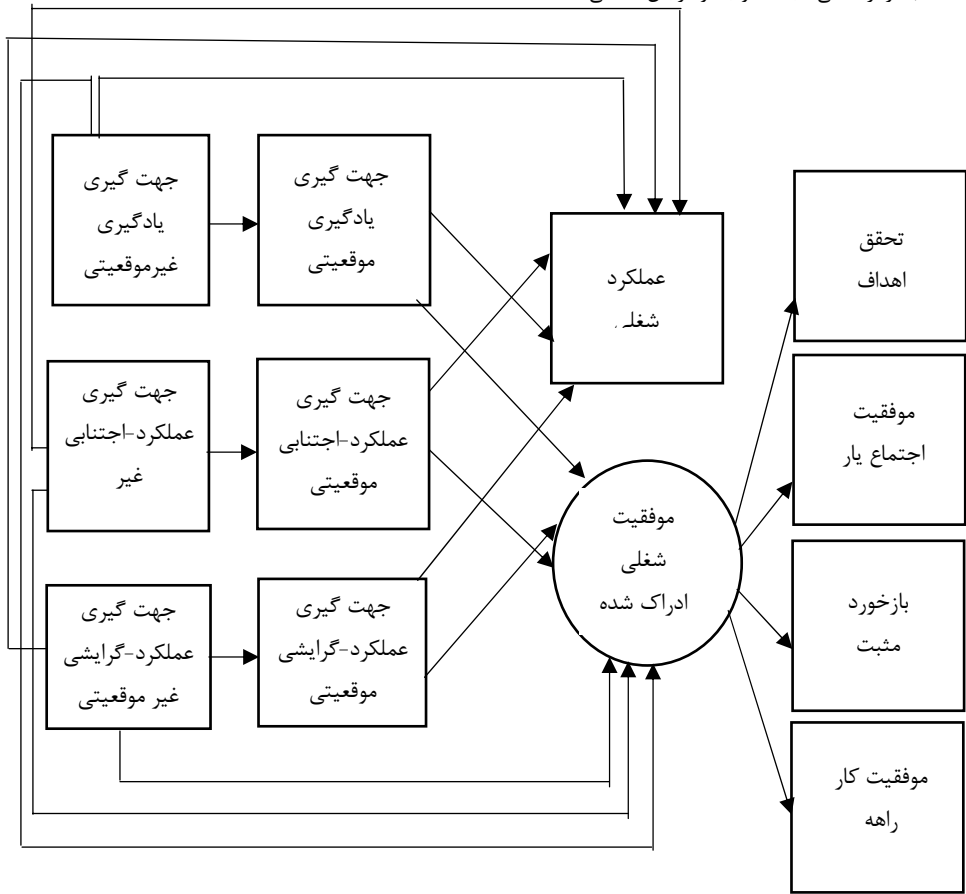 جهت گیری
یادگیری
غیرموقعیتی
جهت گیری
یادگیری
موقعیتی
عملکرد
تحقق
اهداف
جهت گیری
عملکرد-اجتنابی
غیر
جهت گیری
عملکرد-اجتنابی
موقعیتی
موفقیت
اجتماع یار
موفقیت
شغلی
ادراک شده
بازخورد
مثبت
جهت گیری
عملکرد-گرایشی
غیر موقعیتی
جهت گیری
عملکرد-گرایشی
موقعیتی
موفقیت کار
راهه